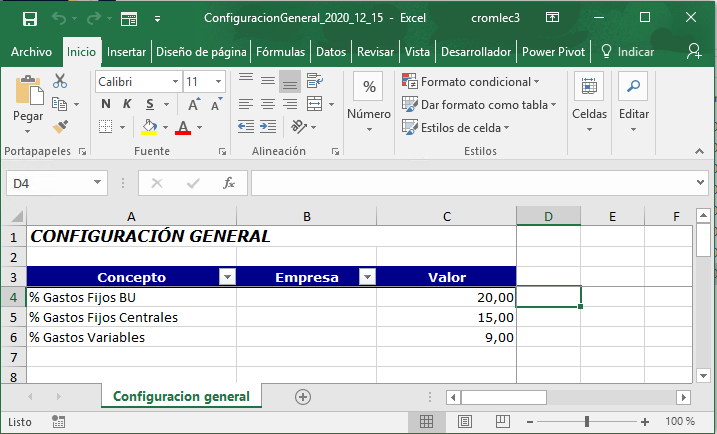 ConfiguracionGeneral_2020_12_15 - Excel cromlec3
Archivo Inicio Insertar Diseño de página Fórmulas Datos Revisar Vista Desarrollador Power Pivot Indicar
Calibri 11 % Formato condicional
Pegar N K S A A Número Dar formato como tabla Celdas Editar
A Estilos de celda
Portapapeles Fuente Alineación Estilos
D4 fx
A B C D E F
1 CONFIGURACIÓN GENERAL
2
3 Concepto Empresa Valor
4 % Gastos Fijos BU 20,00
5 % Gastos Fijos Centrales 15,00
6 % Gastos Variables 9,00
7
8
Configuracion general
Listo 100 %